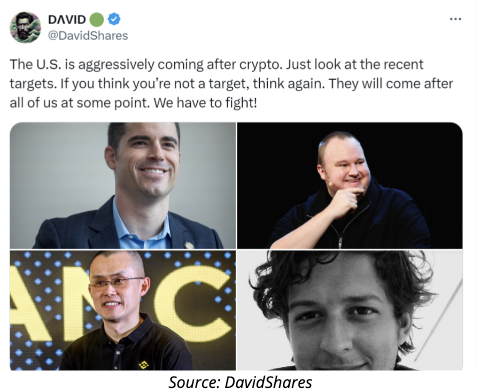 DAVID
@DavidShares
The U.S. is aggressively coming after crypto. Just look at the recent
targets. If you think you’re not a target, think again. They will come after
all of us at some point. We have to fight!
ANC
Source: DavidShares